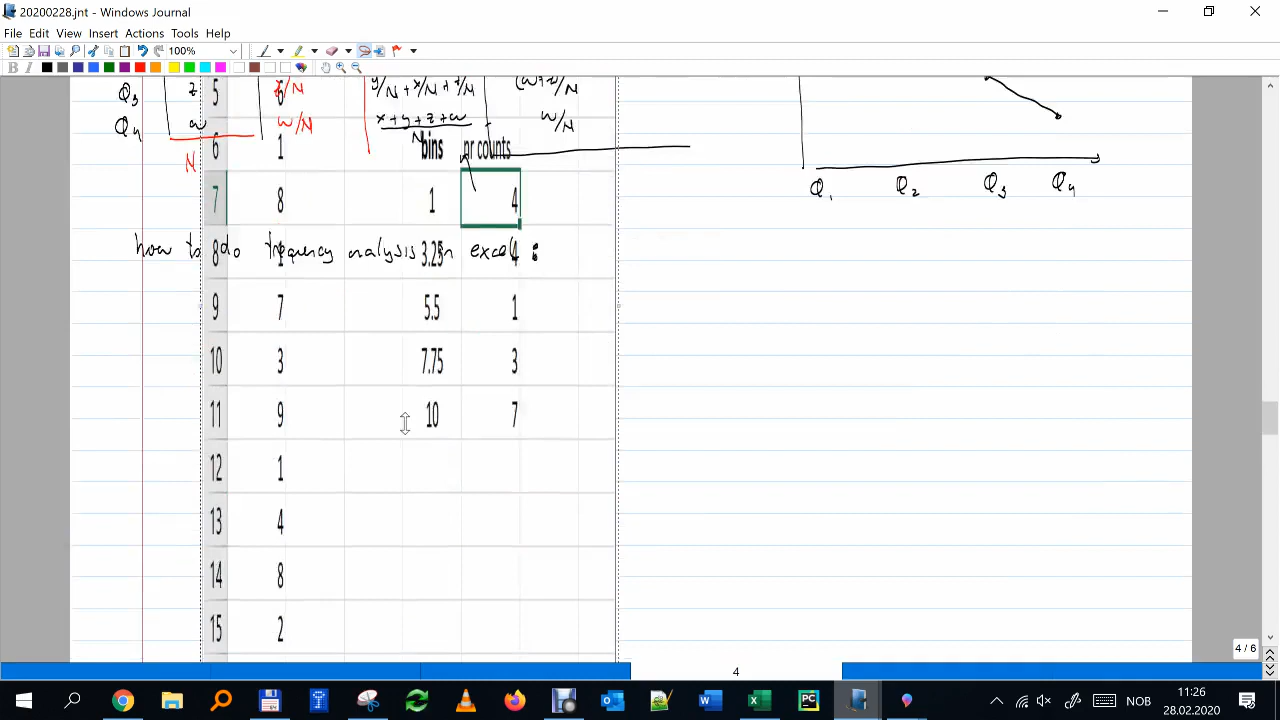 20200228.jnt - Windows Journal
File Edit View Insert Actions Tools Help
100%
B I
Q3 z 5 z/N y/N + x/N + z/N (w+z)/N
Q4 w 6 w/N x+y+z+w w/N
N N
6 1 bins nr counts
Q1 Q2 Q3 Q4
7 8 1 4
how to do frequency analysis in excel :
8 1 3.25 4
9 7 5.5 1
10 3 7.75 3
11 9 10 7
12 1
13 4
14 8
15 2
4 / 6
4
NOB
11:26
28.02.2020